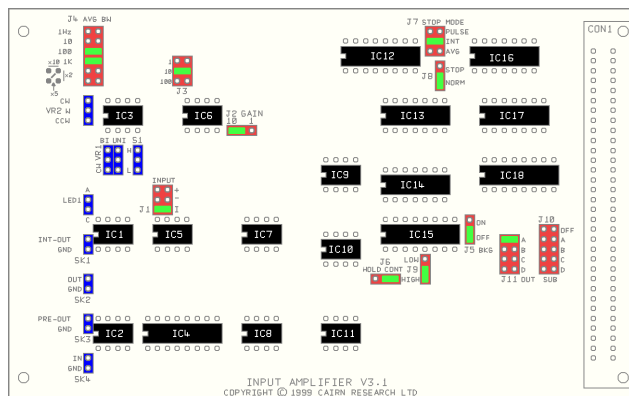 J4 AVG BW
1Hz
10
100
1K
x10
x2
x5
1
10
100
J3
J7 STOP MODE
PULSE
INT
AVG
IC12
IC16
CON1
J8
STOP
NORM
CW
VR2 W
CCW
IC3
IC6
J2 GAIN
10 1
IC13
IC17
BI UNI S1
CW VR1
H
L
IC9
IC14
IC18
A
LED1
C
INPUT
+
-
I
J1
IC1
IC5
IC7
IC10
IC15
ON
OFF
J5 BKG
A
B
C
D
J11 OUT
J10
OFF
A
B
C
D
SUB
INT-OUT
GND
SK1
J6
HOLD CONT
LOW
J9
HIGH
OUT
GND
SK2
PRE-OUT
GND
SK3
IC2
IC4
IC8
IC11
IN
GND
SK4
INPUT AMPLIFIER V3.1
COPYRIGHT © 1999 CAIRN RESEARCH LTD